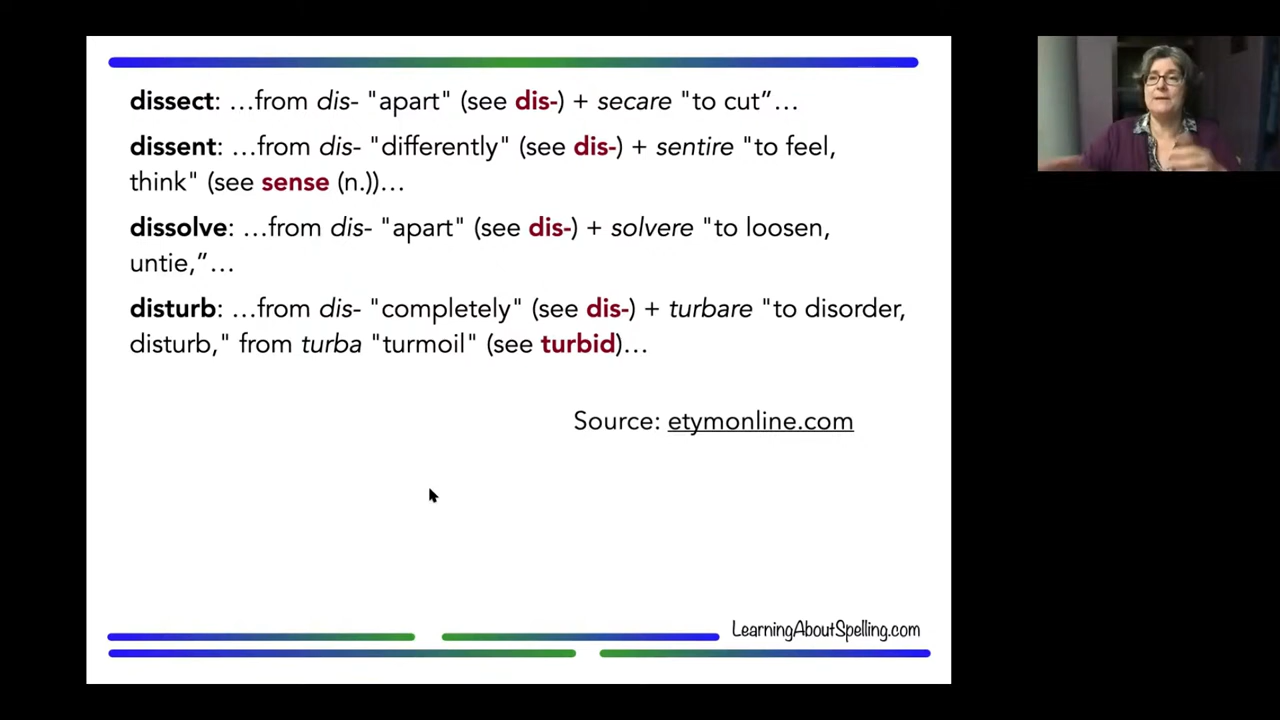 dissect: …from dis- "apart" (see dis-) + secare "to cut”…
dissent: …from dis- "differently" (see dis-) + sentire "to feel,
think" (see sense (n.))…
dissolve: …from dis- "apart" (see dis-) + solvere "to loosen,
untie,”…
disturb: …from dis- "completely" (see dis-) + turbare "to disorder,
disturb," from turba "turmoil" (see turbid)…
Source: etymonline.com
LearningAboutSpelling.com